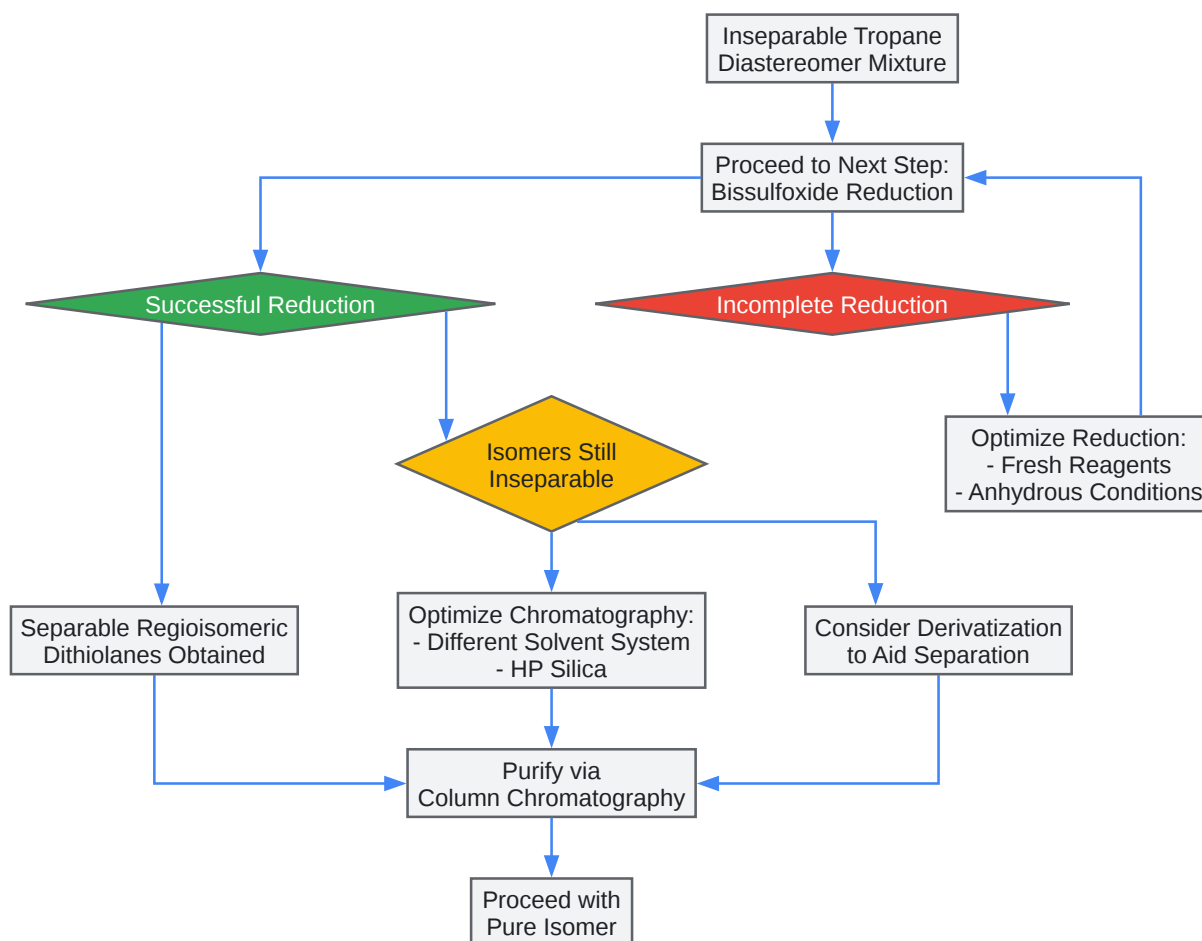 Inseparable Tropane
Diastereomer Mixture
Proceed to Next Step:
Bissulfoxide Reduction
Successful Reduction
Incomplete Reduction
Isomers Still
Inseparable
Optimize Reduction:
- Fresh Reagents
- Anhydrous Conditions
Separable Regioisomeric
Dithiolanes Obtained
Optimize Chromatography:
- Different Solvent System
- HP Silica
Consider Derivatization
to Aid Separation
Purify via
Column Chromatography
Proceed with
Pure Isomer